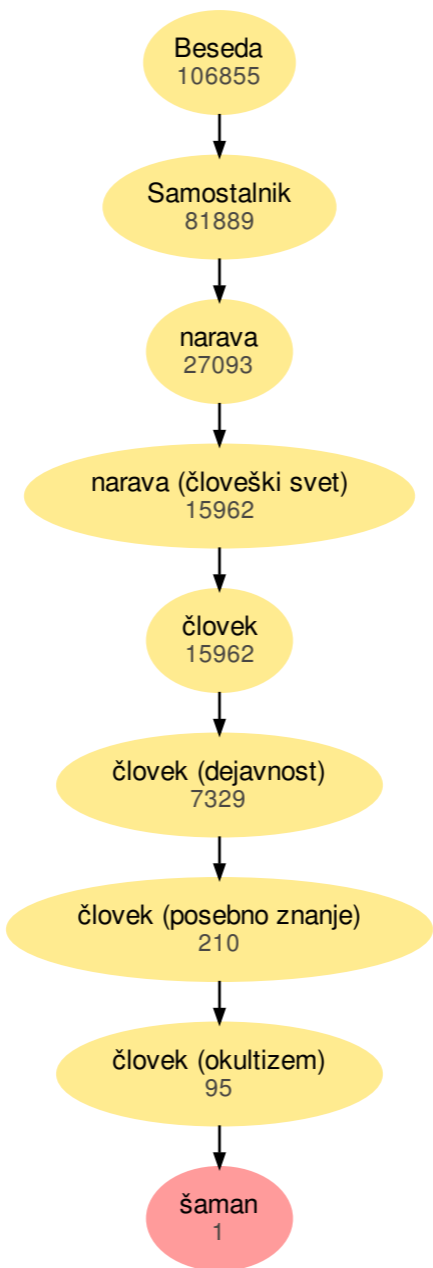 Beseda
106855
Samostalnik
81889
narava
27093
narava (človeški svet)
15962
človek
15962
človek (dejavnost)
7329
človek (posebno znanje)
210
človek (okultizem)
95
šaman
1